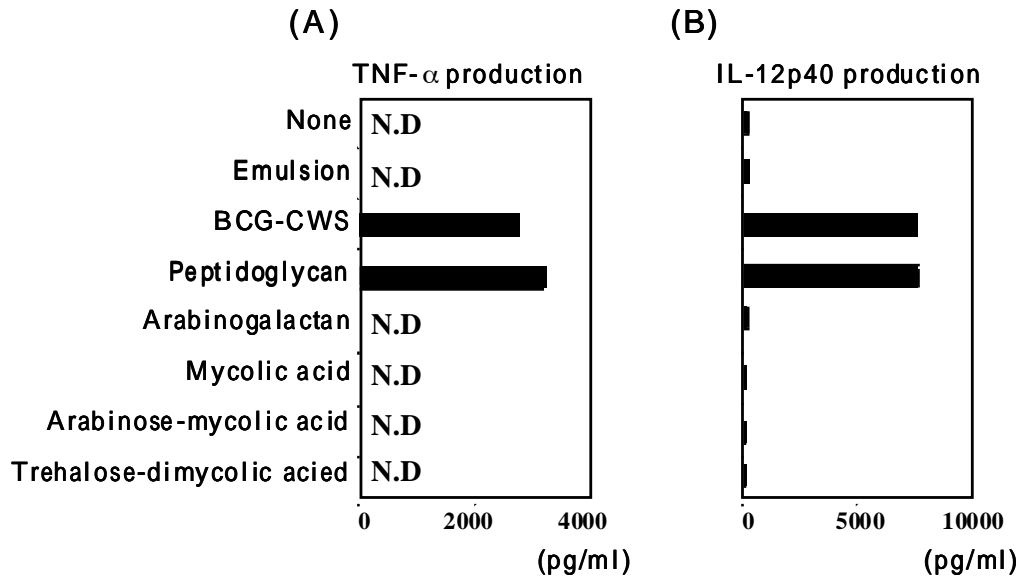 (A)
(B)
TNF-α production
IL-12p40 production
None
N.D
Emulsion
N.D
BCG-CWS
Peptidoglycan
Arabinogalactan
N.D
Mycolic acid
N.D
Arabinose-mycolic acid
N.D
Trehalose-dimycolic acied
N.D
0 2000 4000
0 5000 10000
(pg/ml)
(pg/ml)